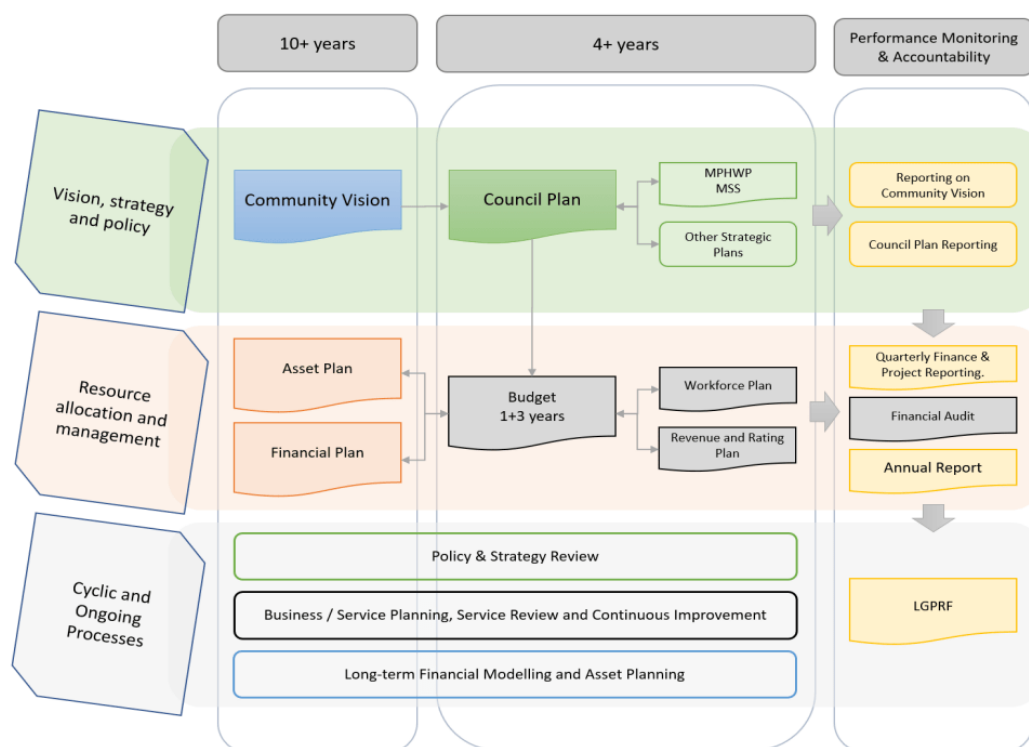 10+ years
4+ years
Performance Monitoring
& Accountability
Vision, strategy
and policy
Community Vision
Council Plan
MPHWP
MSS
Other Strategic
Plans
Reporting on
Community Vision
Council Plan Reporting
Resource
allocation and
management
Asset Plan
Financial Plan
Budget
1+3 years
Workforce Plan
Revenue and Rating
Plan
Quarterly Finance &
Project Reporting.
Financial Audit
Annual Report
Cyclic and
Ongoing
Processes
Policy & Strategy Review
Business / Service Planning, Service Review and Continuous Improvement
Long-term Financial Modelling and Asset Planning
LGPRF